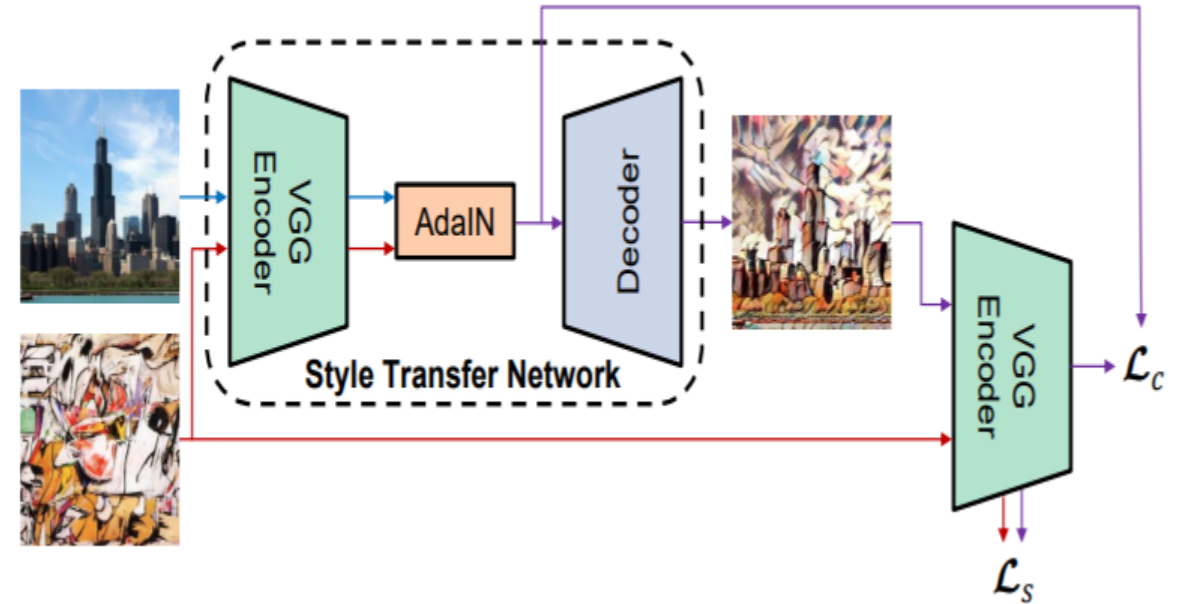 VGG
Encoder
AdaIN
Decoder
Style Transfer Network
VGG
Encoder
ℒc
ℒs